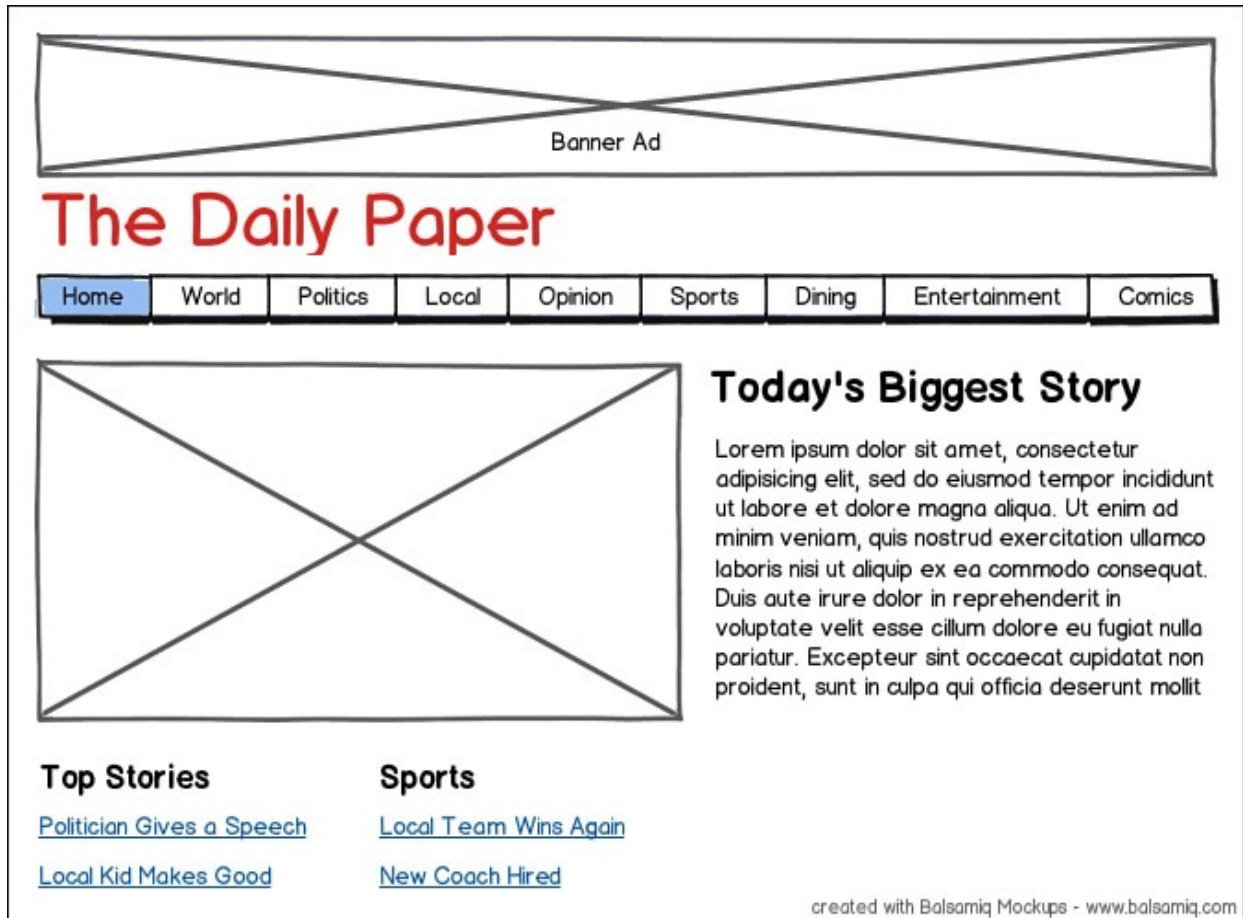 Banner Ad
The Daily Paper
Home World Politics Local Opinion Sports Dining Entertainment Comics
Today's Biggest Story
Lorem ipsum dolor sit amet, consectetur
adipisicing elit, sed do eiusmod tempor incididunt
ut labore et dolore magna aliqua. Ut enim ad
minim veniam, quis nostrud exercitation ullamco
laboris nisi ut aliquip ex ea commodo consequat.
Duis aute irure dolor in reprehenderit in
voluptate velit esse cillum dolore eu fugiat nulla
pariatur. Excepteur sint occaecat cupidatat non
proident, sunt in culpa qui officia deserunt mollit
Top Stories
Politician Gives a Speech
Local Kid Makes Good
Sports
Local Team Wins Again
New Coach Hired
created with Balsamiq Mockups - www.balsamiq.com